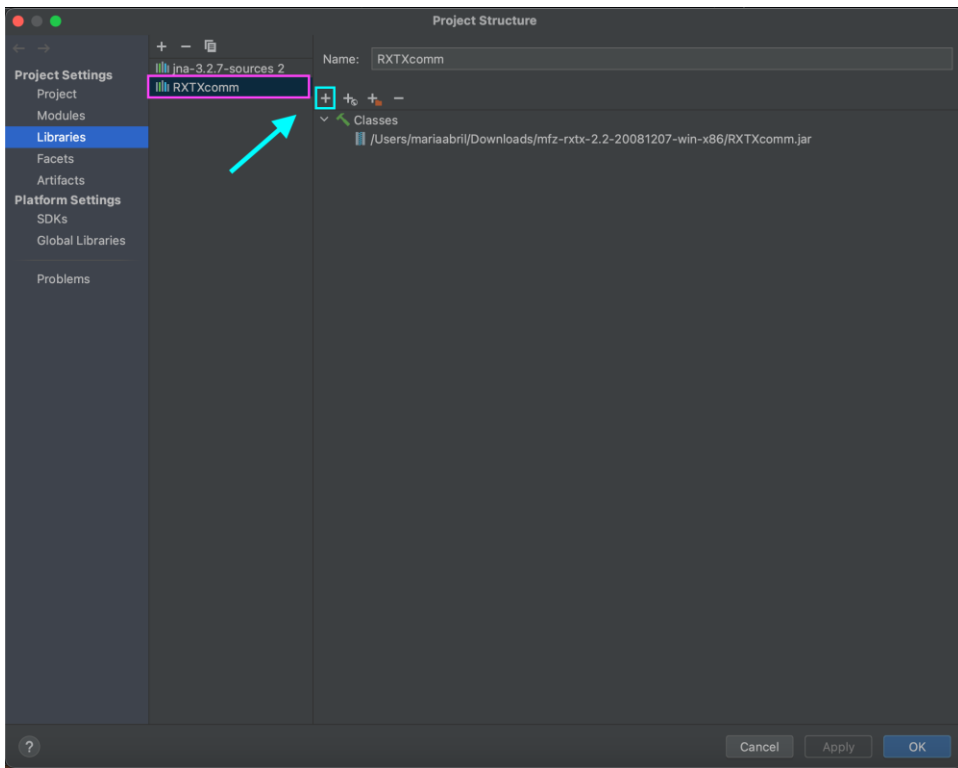 Project Structure
Project Settings
Project
Modules
Libraries
Facets
Artifacts
Platform Settings
SDKs
Global Libraries
Problems
jna-3.2.7-sources 2
RXTXcomm
Name: RXTXcomm
Classes
/Users/mariaabril/Downloads/mfz-rxtx-2.2-20081207-win-x86/RXTXcomm.jar
?
Cancel Apply OK